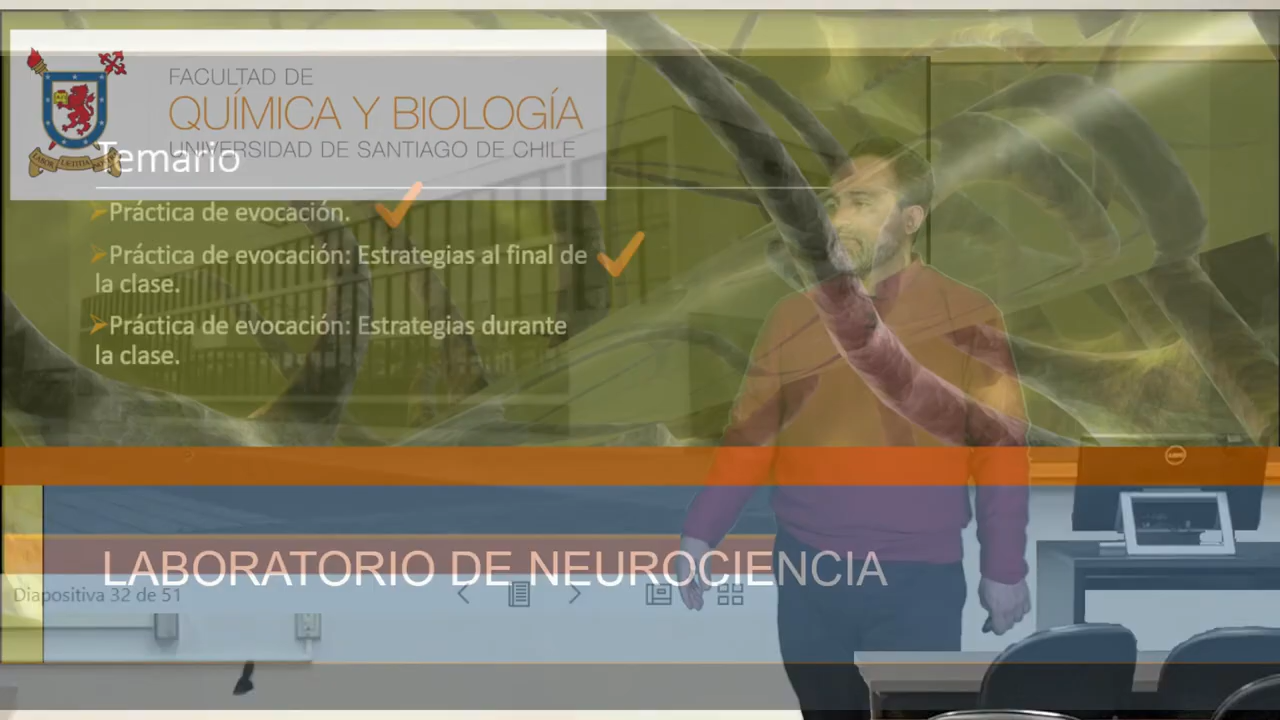 FACULTAD DE
QUÍMICA Y BIOLOGÍA
UNIVERSIDAD DE SANTIAGO DE CHILE
Temario
Práctica de evocación.
Práctica de evocación: Estrategias al final de
la clase.
Práctica de evocación: Estrategias durante
la clase.
LABORATORIO DE NEUROCIENCIA
Diapositiva 32 de 51